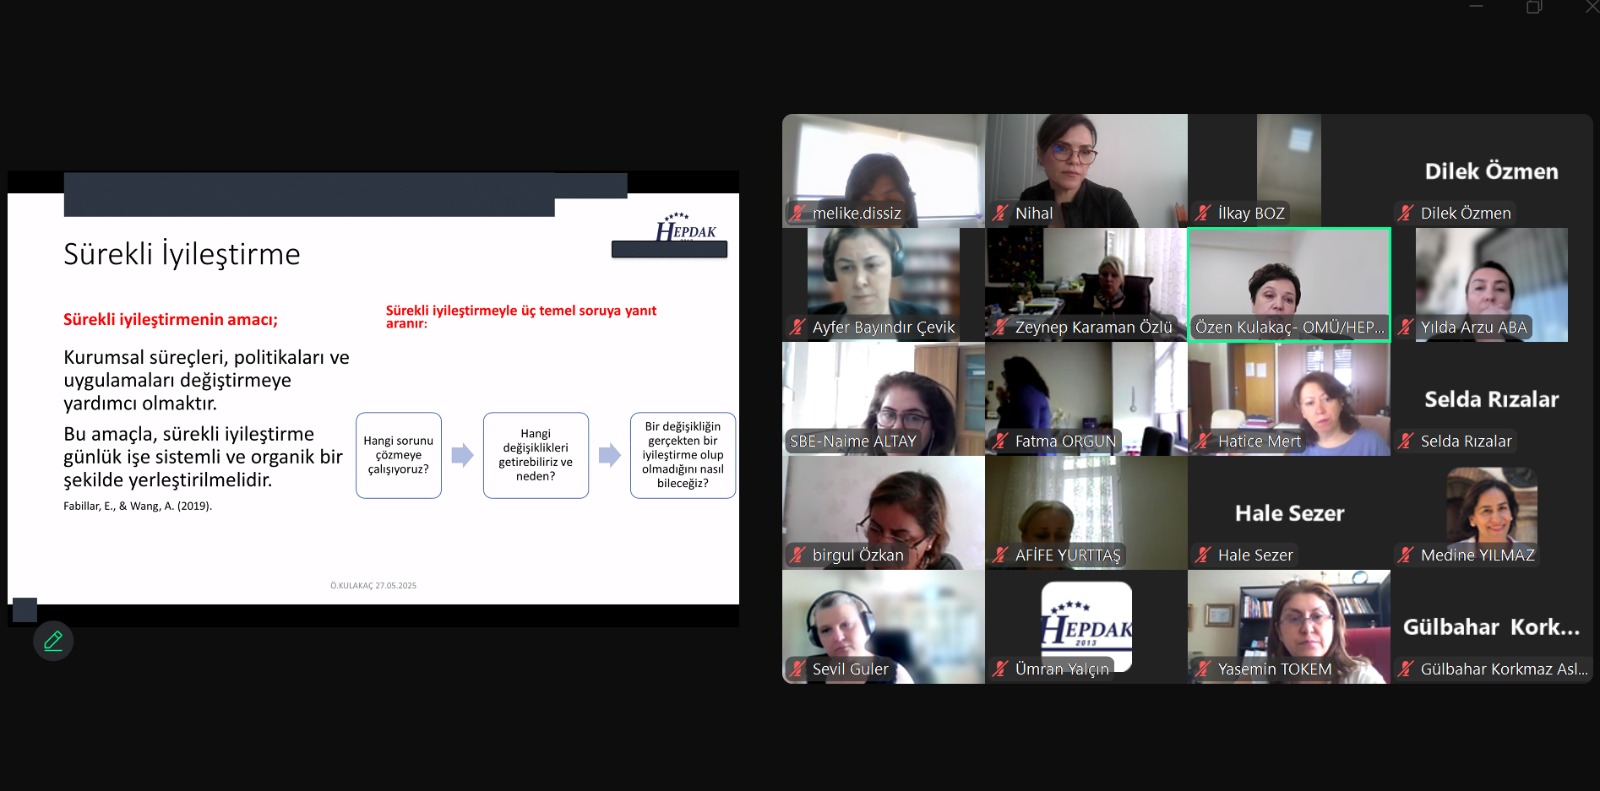 HEPDAK
Sürekli İyileştirme
Sürekli iyileştirmenin amacı;
Kurumsal süreçleri, politikaları ve
uygulamaları değiştirmeye
yardımcı olmaktır.
Bu amaçla, sürekli iyileştirme
günlük işe sistemli ve organik bir
şekilde yerleştirilmelidir.
Fabillar, E., & Wang, A. (2019).
Sürekli iyileştirmeyle üç temel soruya yanıt
aranır:
Hangi sorunu
çözmeye
çalışıyoruz?
Hangi
değişiklikleri
getirebiliriz ve
neden?
Bir değişikliğin
gerçekten bir
iyileştirme olup
olmadığını nasıl
bileceğiz?
Ö.KULAKAÇ 27.05.2025
melike.dissiz
Nihal
İlkay BOZ
Dilek Özmen
Dilek Özmen
Ayfer Bayındır Çevik
Zeynep Karaman Özlü
Özen Kulakaç- OMÜ/HEP...
Yılda Arzu ABA
SBE-Naime ALTAY
Fatma ORGUN
Hatice Mert
Selda Rızalar
Selda Rızalar
birgul Özkan
AFİFE YURTTAŞ
Hale Sezer
Hale Sezer
Medine YILMAZ
Sevil Guler
HEPDAK
2013
Ümran Yalçın
Yasemin TOKEM
Gülbahar Kork...
Gülbahar Korkmaz Asl...